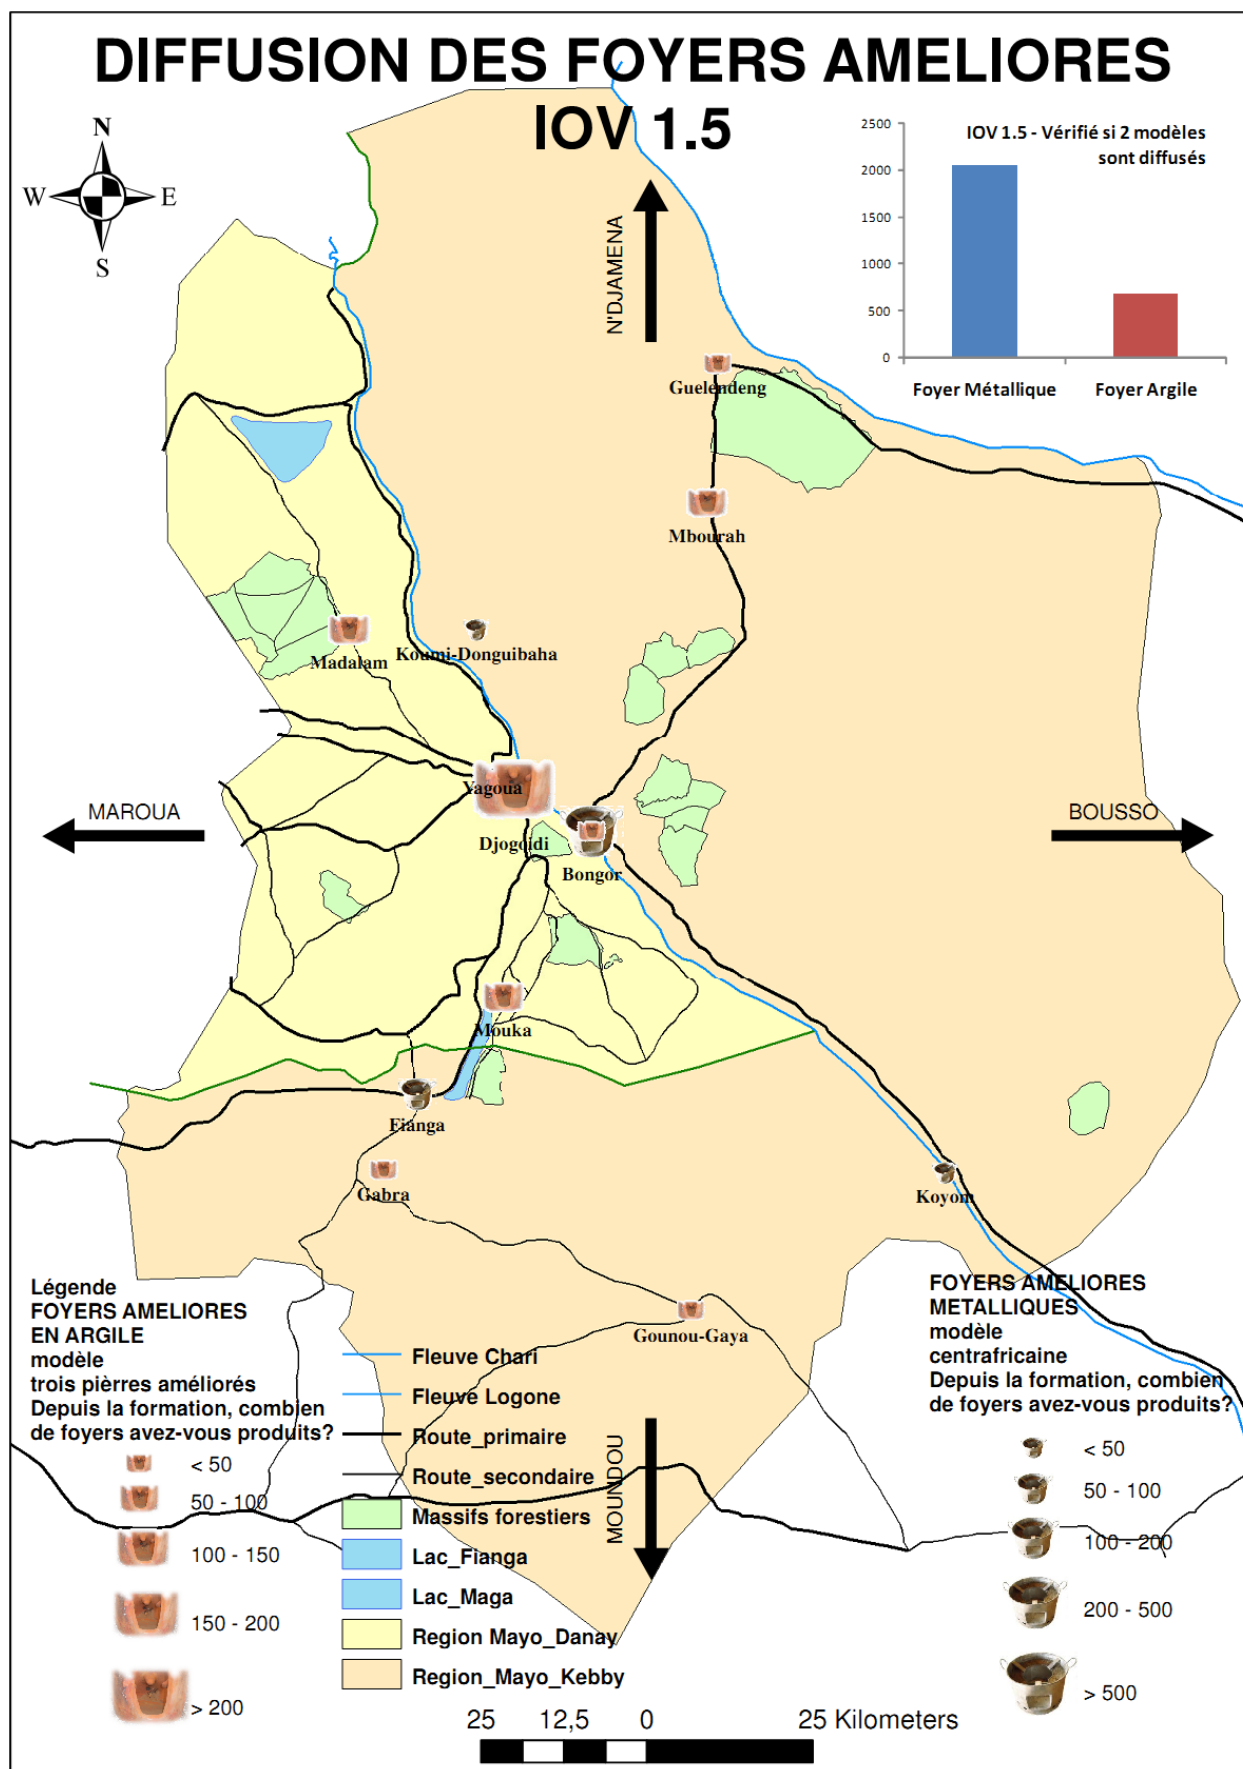 DIFFUSION DES FOYERS AMELIORES
IOV 1.5
N
W
E
S
IOV 1.5 - Vérifié si 2 modèles
sont diffusés
2500
2000
1500
1000
500
0
Foyer Métallique
Foyer Argile
N'DJAMENA
Guelendeng
Mbourah
Madalam
Koumi-Donguibaha
Yagoua
MAROUA
BOUSSO
Djogoidi
Bongor
Mouka
Fianga
Gabra
Koyom
Gounou-Gaya
MOUNDOU
Légende
FOYERS AMELIORES
EN ARGILE
modèle
trois pièrres améliorés
Depuis la formation, combien
de foyers avez-vous produits?
< 50
50 - 100
100 - 150
150 - 200
> 200
Fleuve Chari
Fleuve Logone
Route_primaire
Route_secondaire
Massifs forestiers
Lac_Fianga
Lac_Maga
Region Mayo_Danay
Region_Mayo_Kebby
FOYERS AMELIORES
METALLIQUES
modèle
centrafricaine
Depuis la formation, combien
de foyers avez-vous produits?
< 50
50 - 100
100 - 200
200 - 500
> 500
25 12,5 0 25 Kilometers